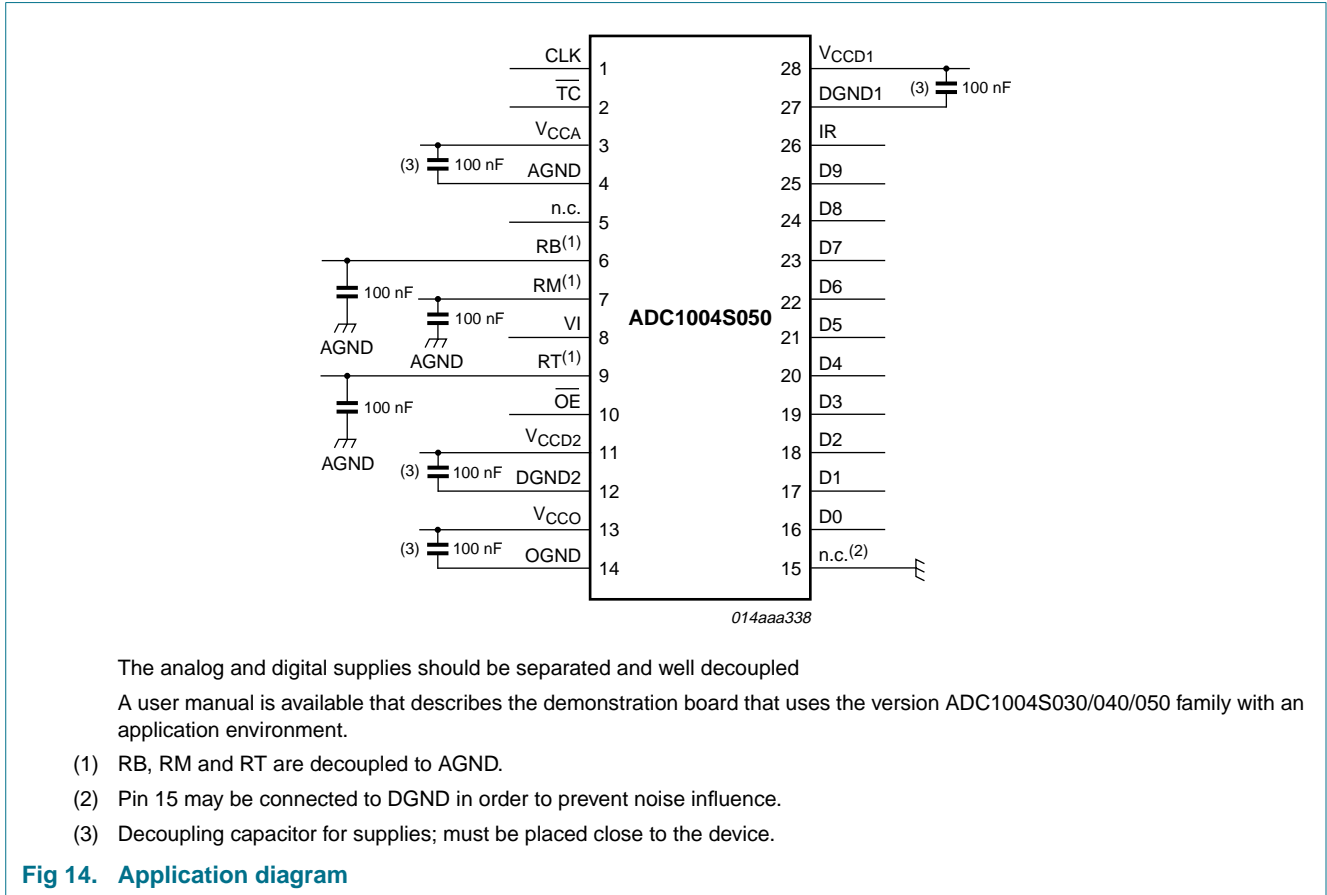 CLK 1
TC 2
VCCA 3
(3) 100 nF
AGND 4
n.c. 5
RB(1) 6
100 nF
AGND
RM(1) 7
100 nF
AGND
VI 8
RT(1) 9
100 nF
AGND
OE 10
VCCD2 11
(3) 100 nF
DGND2 12
VCCO 13
(3) 100 nF
OGND 14
ADC1004S050
28 VCCD1
(3) 100 nF
27 DGND1
26 IR
25 D9
24 D8
23 D7
22 D6
21 D5
20 D4
19 D3
18 D2
17 D1
16 D0
15 n.c.(2)
014aaa338
The analog and digital supplies should be separated and well decoupled
A user manual is available that describes the demonstration board that uses the version ADC1004S030/040/050 family with an
application environment.
(1) RB, RM and RT are decoupled to AGND.
(2) Pin 15 may be connected to DGND in order to prevent noise influence.
(3) Decoupling capacitor for supplies; must be placed close to the device.
Fig 14. Application diagram